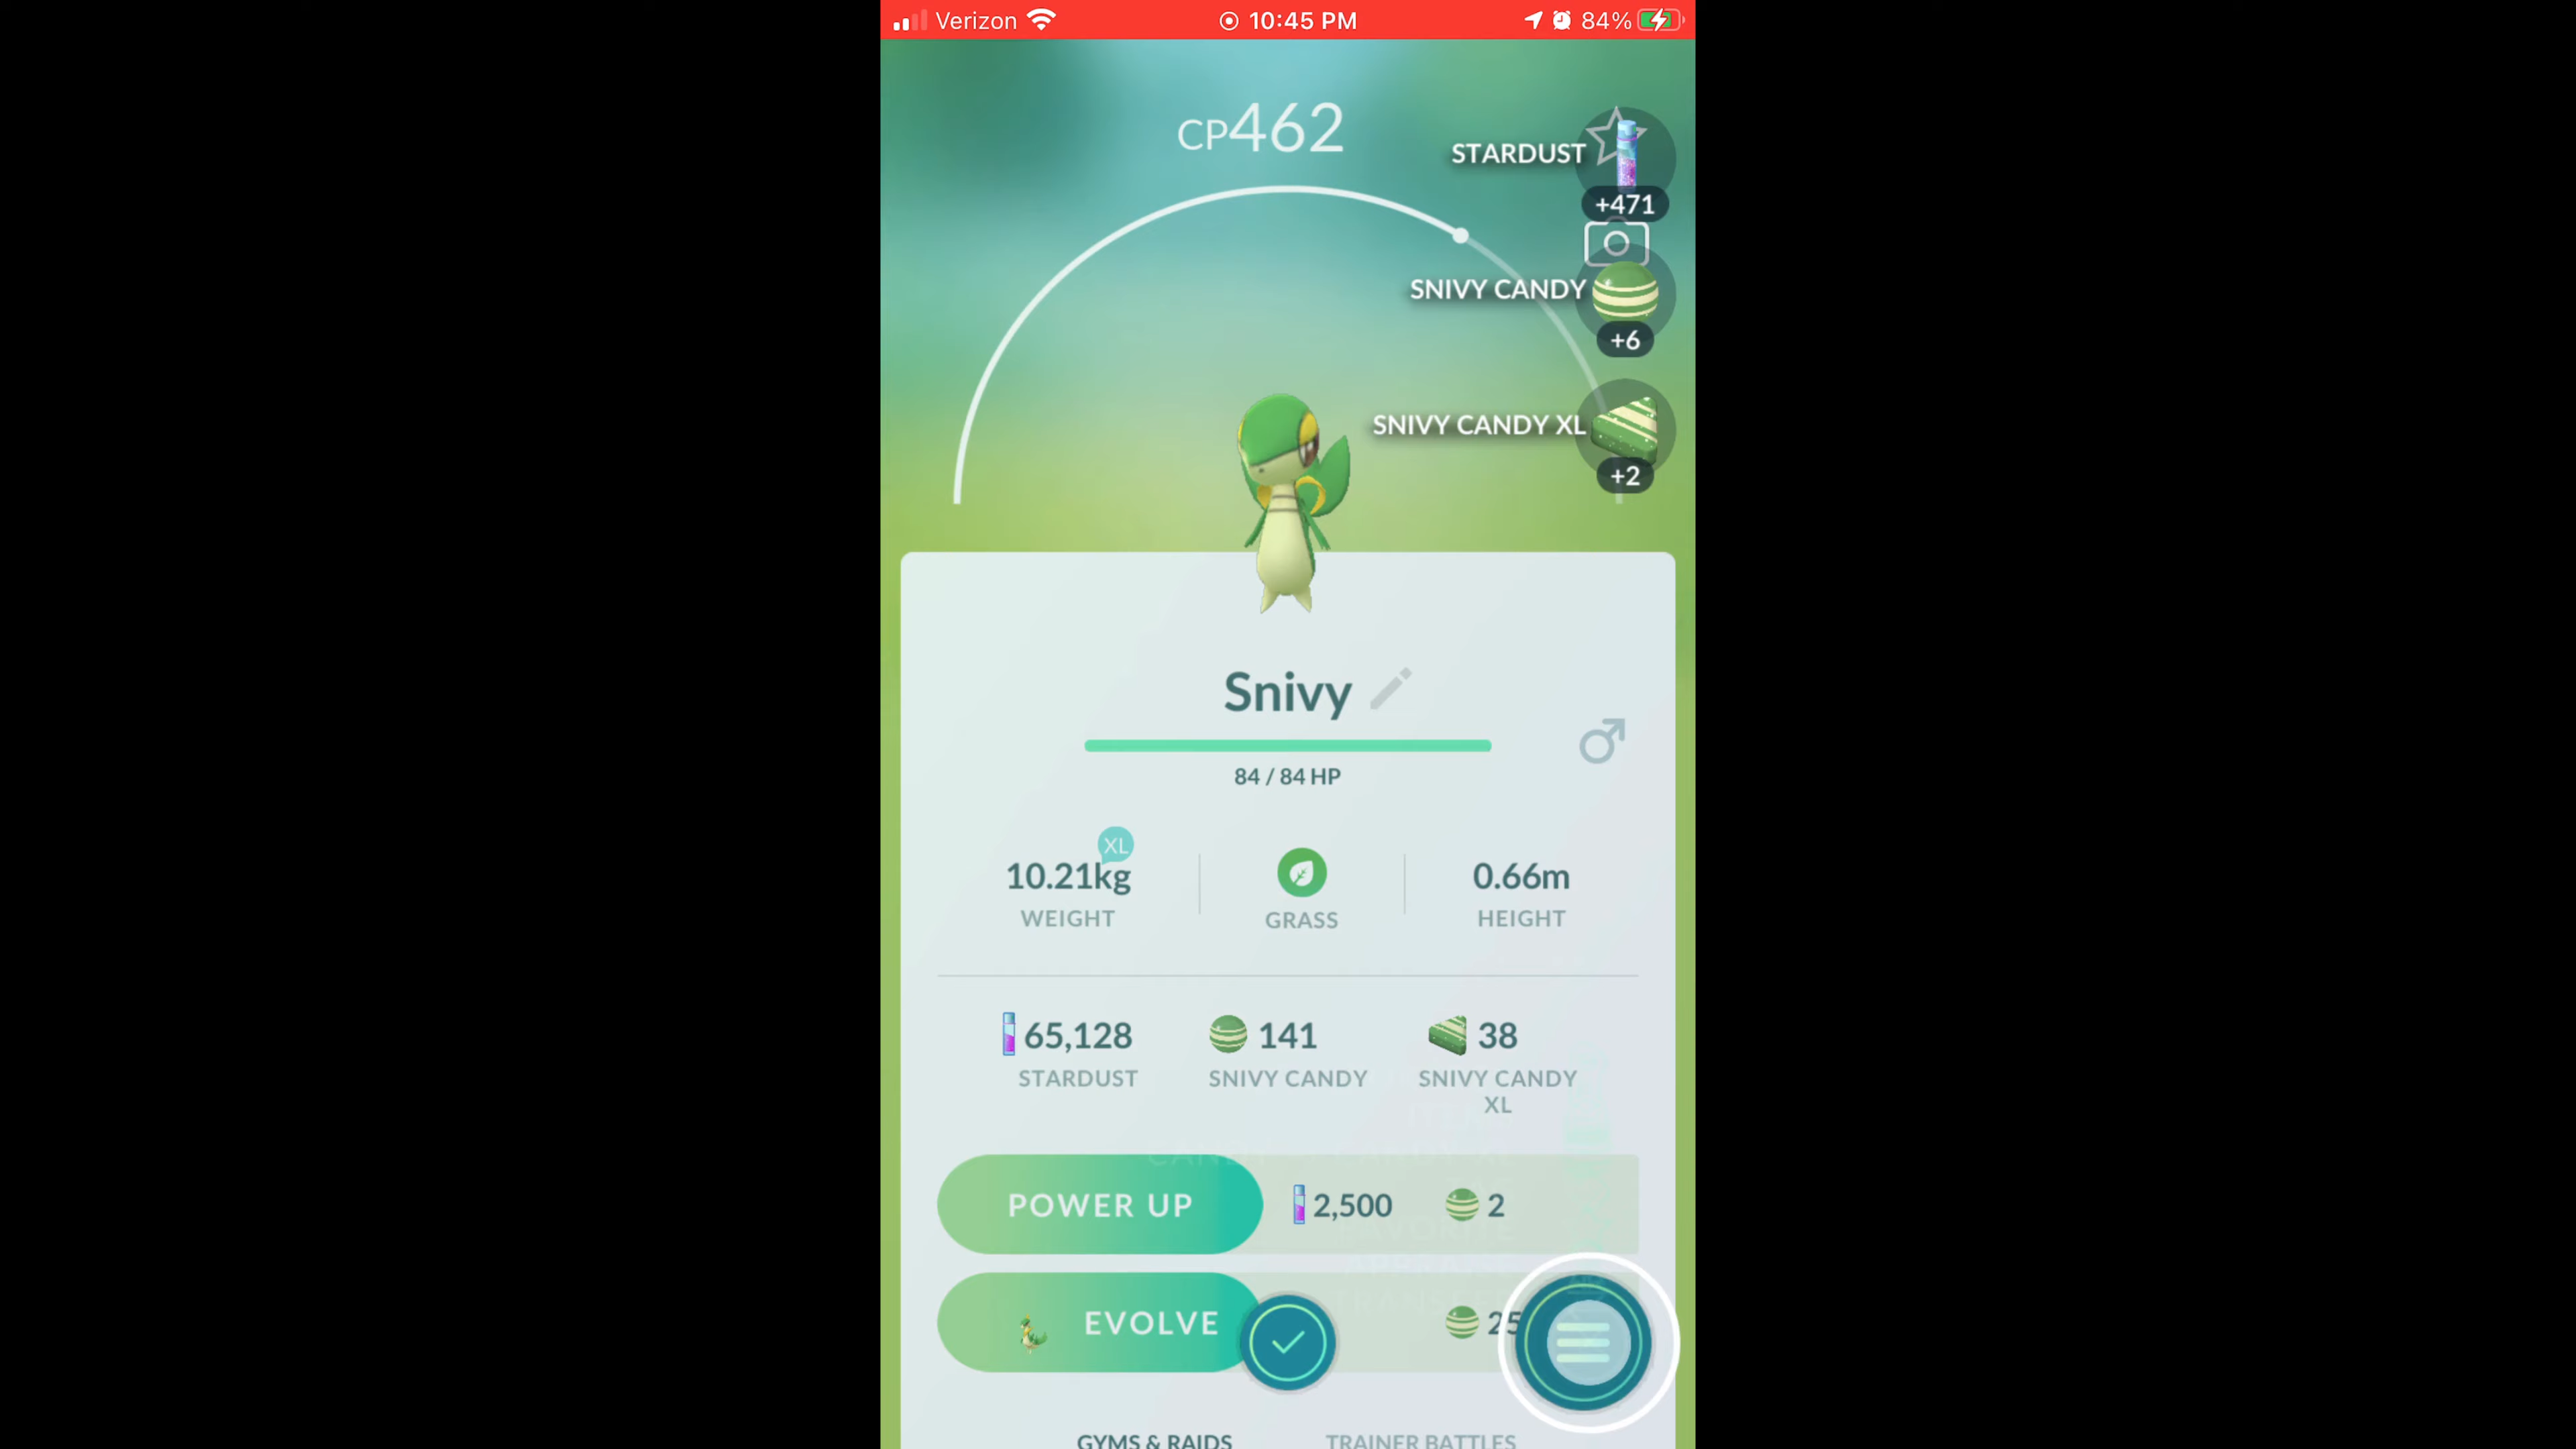 Verizon 10:45 PM 84%
CP462
STARDUST
+471
SNIVY CANDY
+6
SNIVY CANDY XL
+2
Snivy
84 / 84 HP
XL
10.21kg
WEIGHT
GRASS
0.66m
HEIGHT
65,128
STARDUST
141
SNIVY CANDY
38
SNIVY CANDY
XL
POWER UP 2,500 2
EVOLVE 25
GYMS & RAIDS TRAINER BATTLES